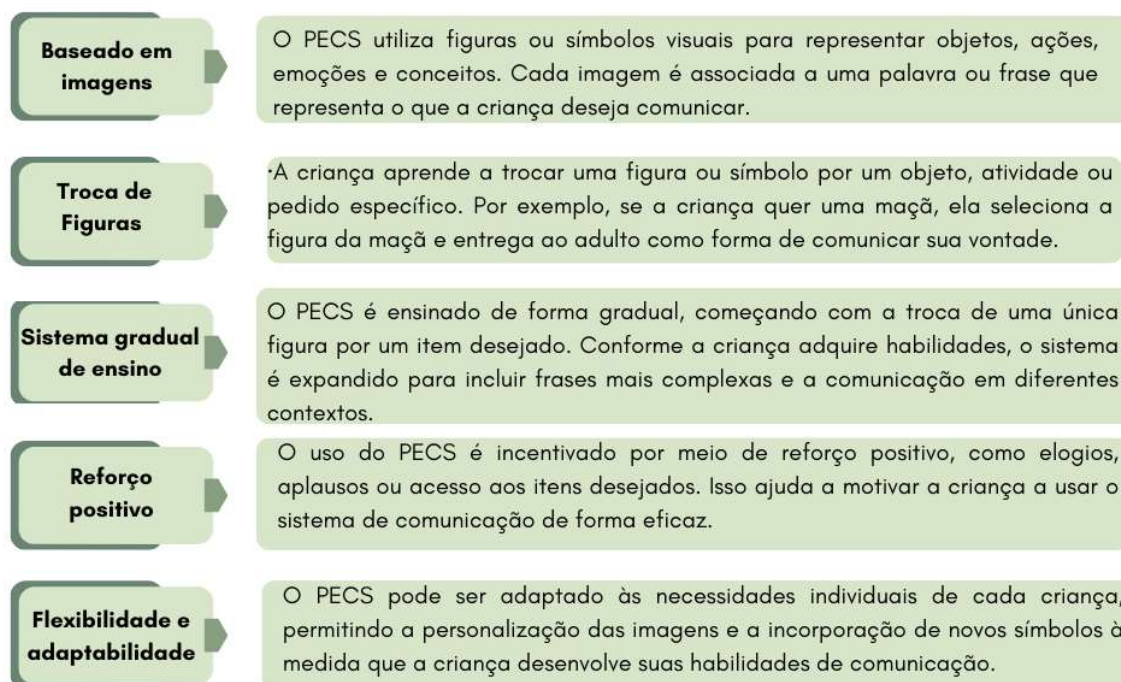 Baseado em
imagens
O PECS utiliza figuras ou símbolos visuais para representar objetos, ações,
emoções e conceitos. Cada imagem é associada a uma palavra ou frase que
representa o que a criança deseja comunicar.
Troca de
Figuras
·A criança aprende a trocar uma figura ou símbolo por um objeto, atividade ou
pedido específico. Por exemplo, se a criança quer uma maçã, ela seleciona a
figura da maçã e entrega ao adulto como forma de comunicar sua vontade.
Sistema gradual
de ensino
O PECS é ensinado de forma gradual, começando com a troca de uma única
figura por um item desejado. Conforme a criança adquire habilidades, o sistema
é expandido para incluir frases mais complexas e a comunicação em diferentes
contextos.
Reforço
positivo
O uso do PECS é incentivado por meio de reforço positivo, como elogios,
aplausos ou acesso aos itens desejados. Isso ajuda a motivar a criança a usar o
sistema de comunicação de forma eficaz.
Flexibilidade e
adaptabilidade
O PECS pode ser adaptado às necessidades individuais de cada criança,
permitindo a personalização das imagens e a incorporação de novos símbolos à
medida que a criança desenvolve suas habilidades de comunicação.